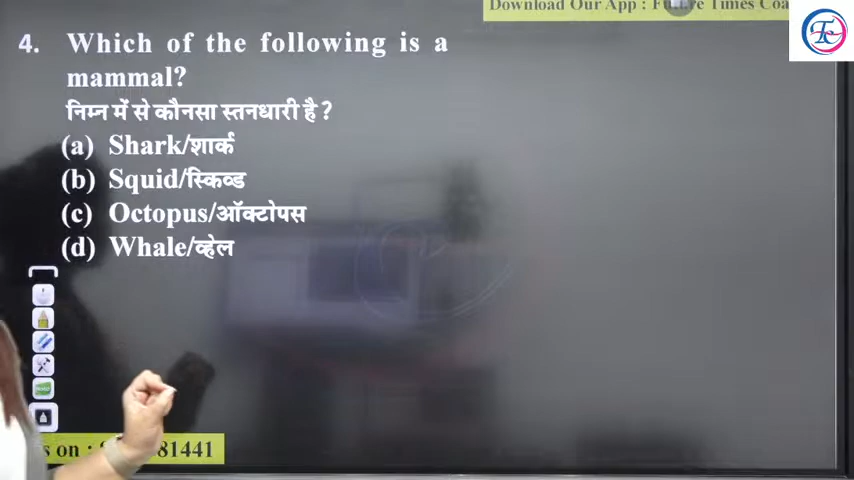 Download Our App : Future Times Coa
4. Which of the following is a
mammal?
निम्न में से कौनसा स्तनधारी है ?
(a) Shark/शार्क
(b) Squid/स्किव्ड
(c) Octopus/ऑक्टोपस
(d) Whale/व्हेल
s on : 81441